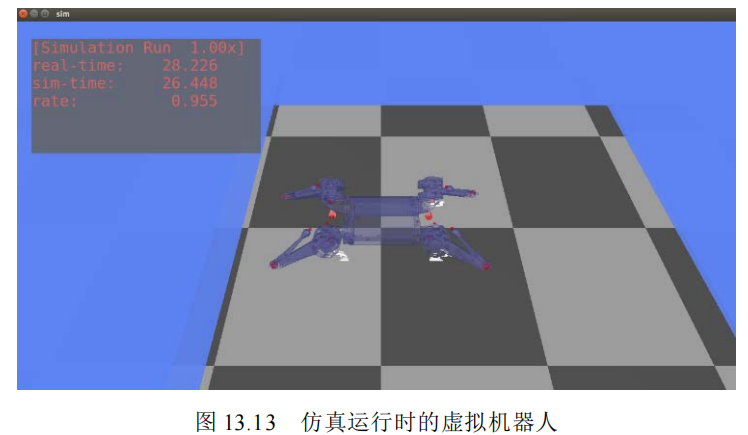 sim
[Simulation Run 1.00x]
real-time: 28.226
sim-time: 26.448
rate: 0.955
图 13.13 仿真运行时的虚拟机器人